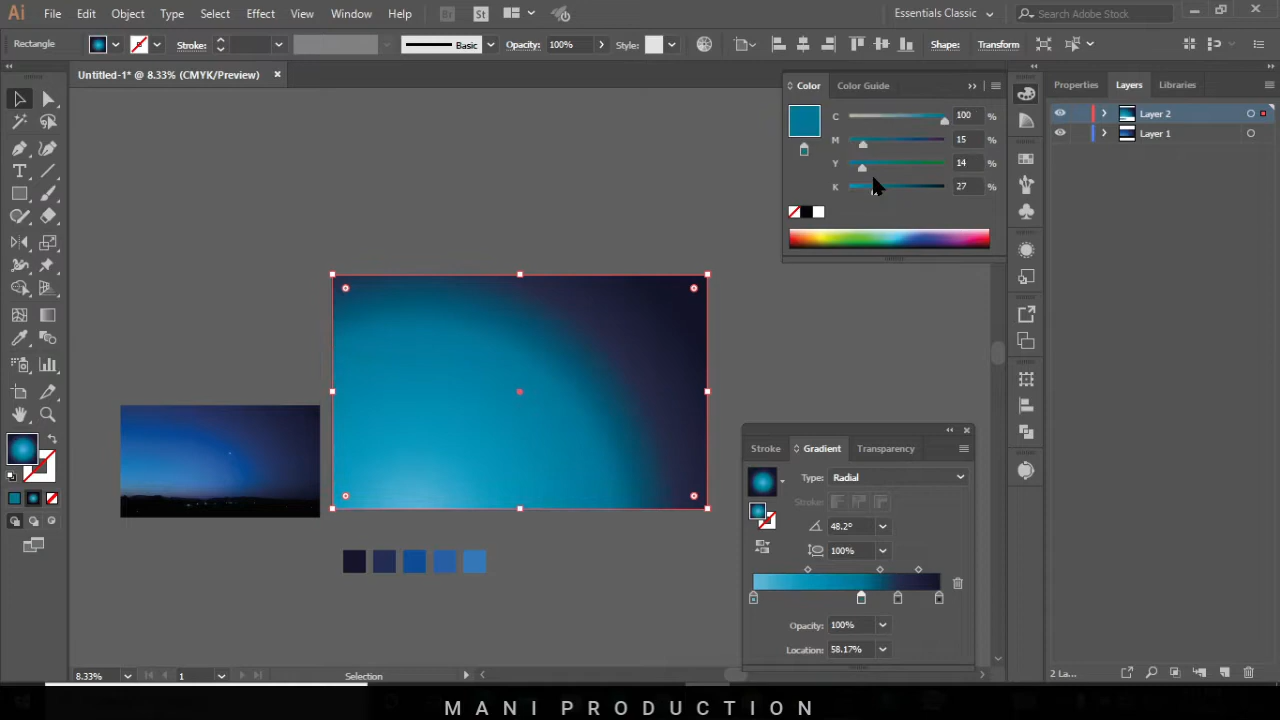 Ai File Edit Object Type Select Effect View Window Help Br St Essentials Classic Search Adobe Stock
Rectangle Stroke: Basic Opacity: 100% Style: Shape: Transform
Untitled-1* @ 8.33% (CMYK/Preview)
Color Color Guide
C 100 %
M 15 %
Y 14 %
K 27 %
Properties Layers Libraries
Layer 2
Layer 1
Stroke Gradient Transparency
Type: Radial
Stroke:
48.2°
100%
Opacity: 100%
Location: 58.17%
8.33% 1 Selection 2 La...
MANI PRODUCTION